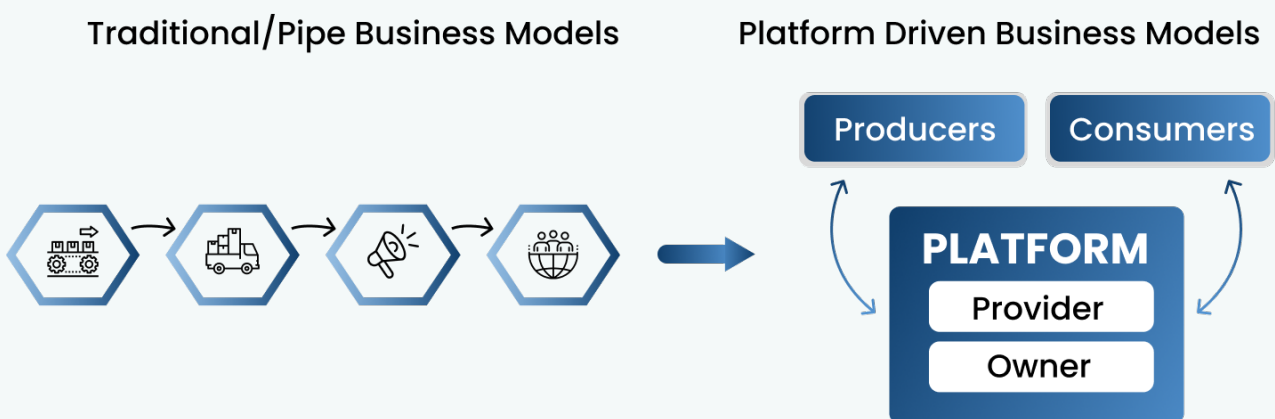 Traditional/Pipe Business Models
Platform Driven Business Models
Producers
Consumers
PLATFORM
Provider
Owner